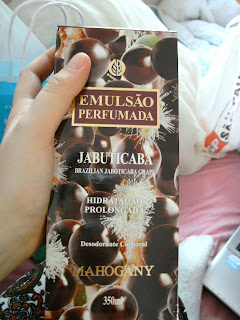 EMULSÃO
PERFUMADA
JABUTICABA
BRAZILIAN JABOTICABA GRAPE
HIDRATAÇÃO
PROLONGADA
Desodorante Corporal
MAHOGANY
350ml